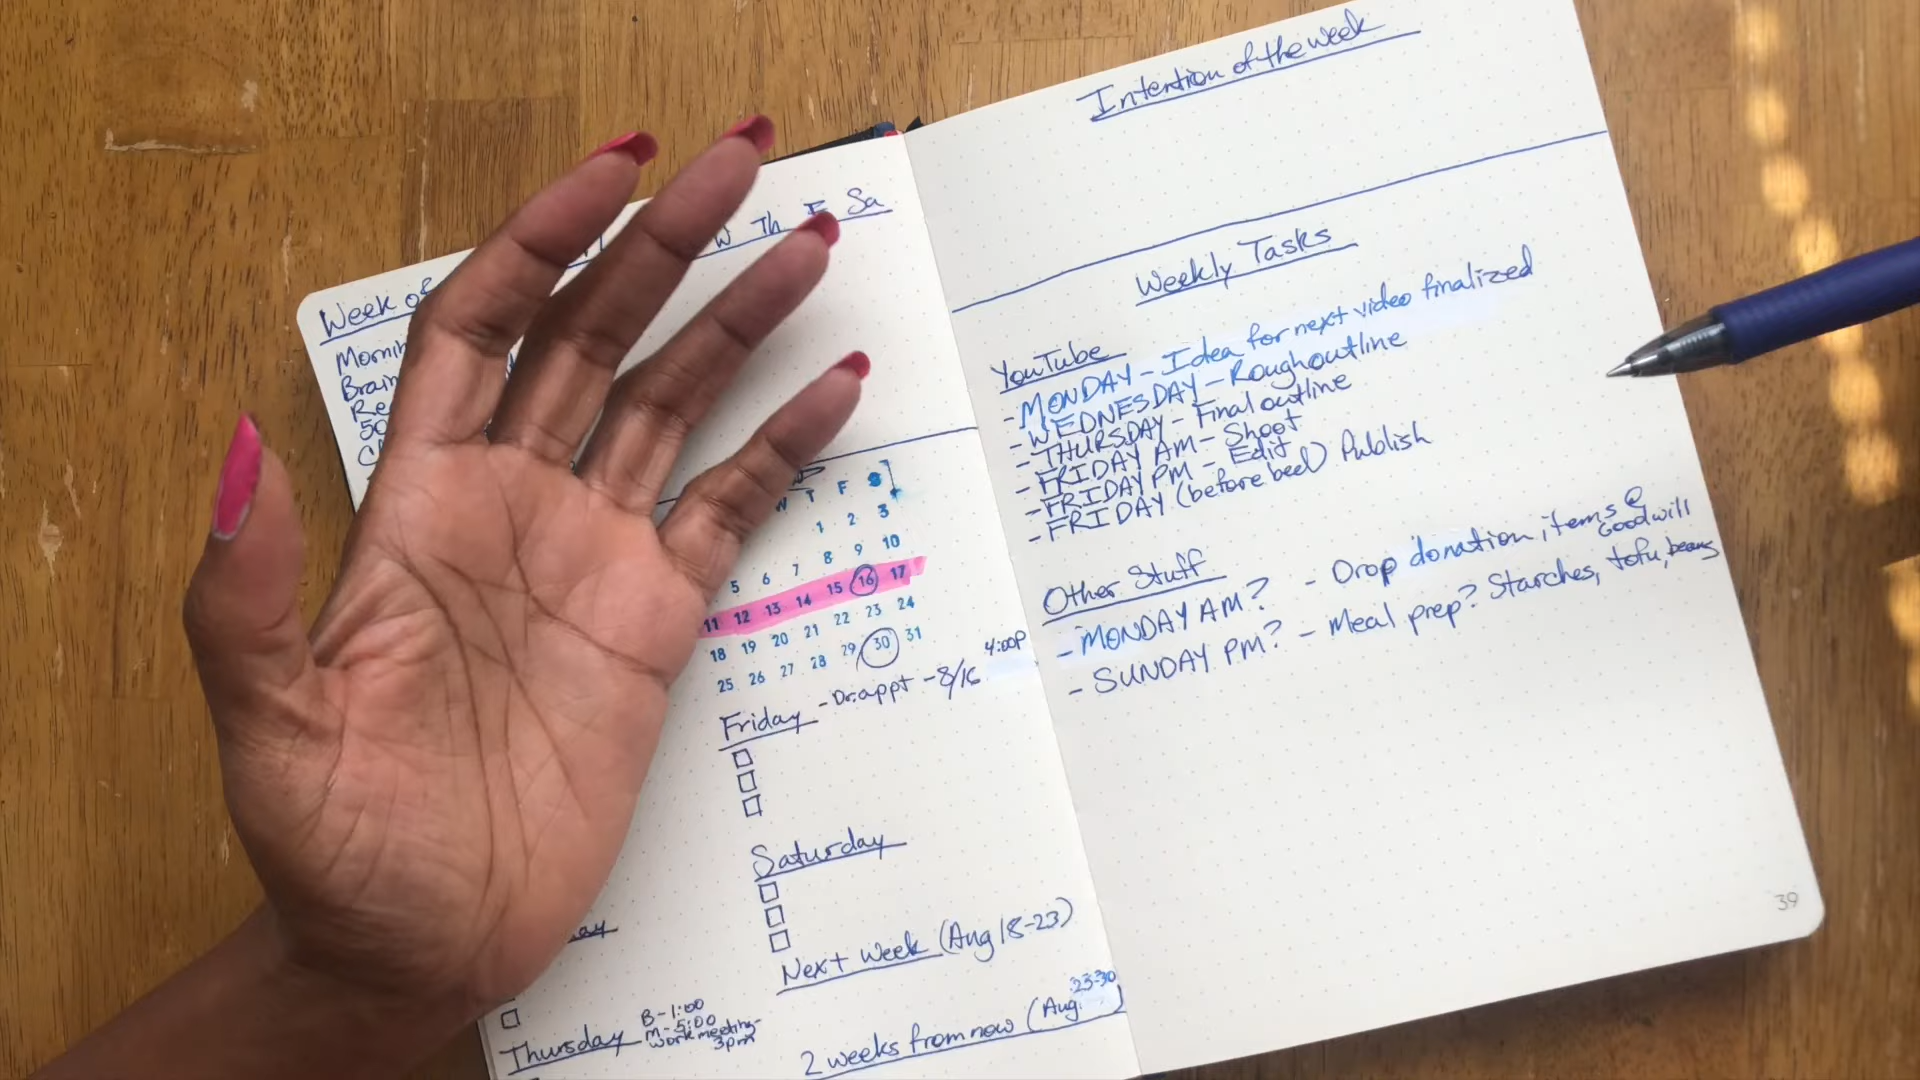 Week of
W Th F Sa
Morni
Brain
Re
50
C
W T F S
1 2 3
5 6 7 8 9 10
11 12 13 14 15 16 17
18 19 20 21 22 23 24
25 26 27 28 29 30 31
Friday - Dr. appt - 8/16 4:00P
Saturday
Next Week (Aug 18-23)
2 weeks from now (Aug. 23-30)
ay
Thursday
B - 1:00
M - 5:00
work meeting -
3pm
Intention of the week
Weekly Tasks
YouTube
- MONDAY - Idea for next video finalized
- WEDNESDAY - Rough outline
- THURSDAY - Final outline
- FRIDAY AM - Shoot
- FRIDAY PM - Edit
- FRIDAY (before bed) Publish
Other Stuff
- MONDAY AM? - Drop donation items @ Goodwill
- SUNDAY PM? - Meal prep? Starches, tofu, beans
39